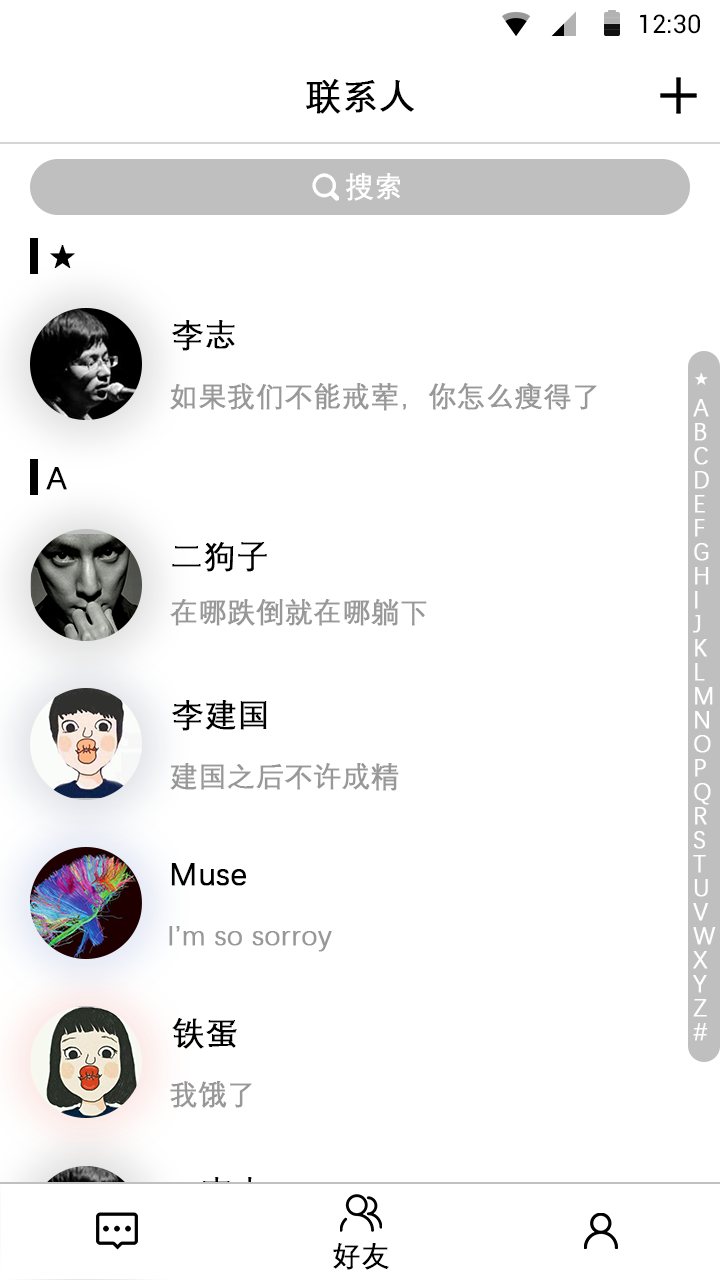 12:30
联系人
搜索
★
李志
如果我们不能戒荤，你怎么瘦得了
A
二狗子
在哪跌倒就在哪躺下
李建国
建国之后不许成精
Muse
I'm so sorroy
铁蛋
我饿了
★
A
B
C
D
E
F
G
H
I
J
K
L
M
N
O
P
Q
R
S
T
U
V
W
X
Y
Z
#
好友